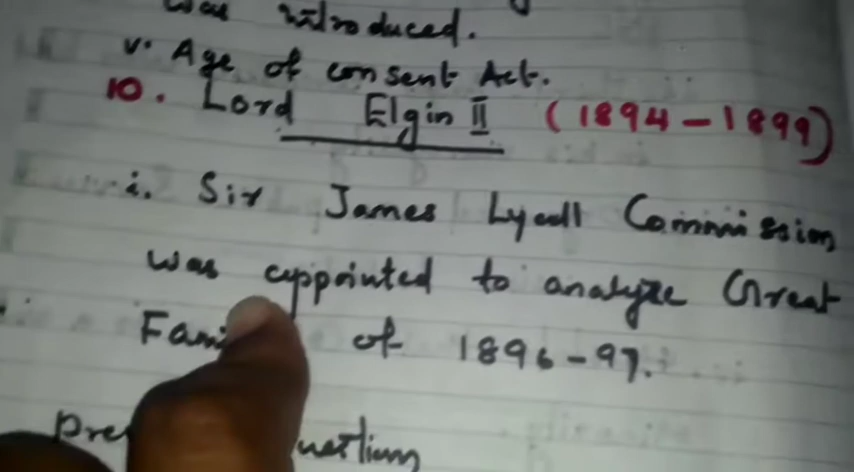 was introduced.
v. Age of consent Act.
10. Lord Elgin II (1894-1899)
i. Sir James Lyall Commission
was appointed to analyze Great
of 1896-97.